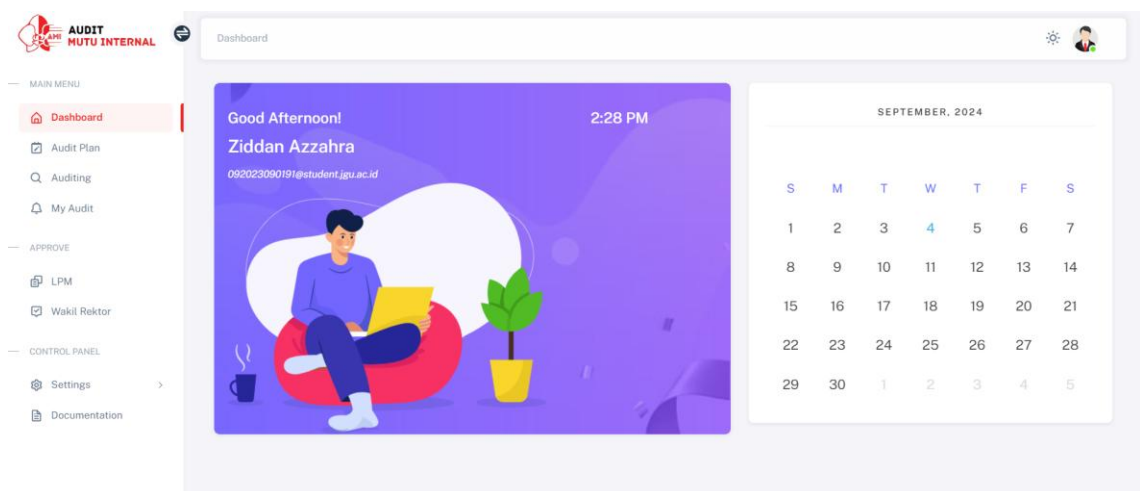 AMI
AUDIT
MUTU INTERNAL
MAIN MENU
Dashboard
Audit Plan
Auditing
My Audit
APPROVE
LPM
Wakil Rektor
CONTROL PANEL
Settings
Documentation
Dashboard
Good Afternoon! 2:28 PM
Ziddan Azzahra
092023090191@student.jgu.ac.id
SEPTEMBER, 2024
S M T W T F S
1 2 3 4 5 6 7
8 9 10 11 12 13 14
15 16 17 18 19 20 21
22 23 24 25 26 27 28
29 30 1 2 3 4 5